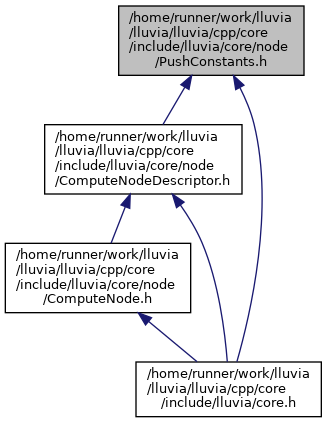 /home/runner/work/lluvia
/lluvia/lluvia/cpp/core
/include/lluvia/core/node
/PushConstants.h
/home/runner/work/lluvia
/lluvia/lluvia/cpp/core
/include/lluvia/core/node
/ComputeNodeDescriptor.h
/home/runner/work/lluvia
/lluvia/lluvia/cpp/core
/include/lluvia/core/node
/ComputeNode.h
/home/runner/work/lluvia
/lluvia/lluvia/cpp/core
/include/lluvia/core.h